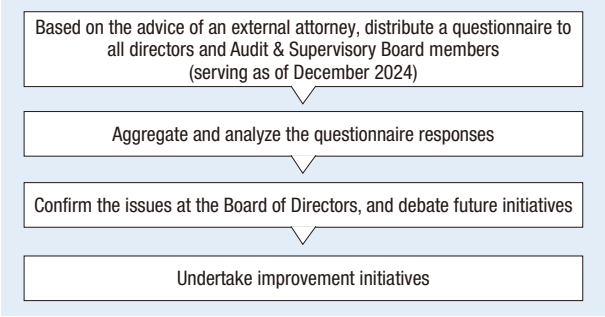 Based on the advice of an external attorney, distribute a questionnaire to
all directors and Audit & Supervisory Board members
(serving as of December 2024)
Aggregate and analyze the questionnaire responses
Confirm the issues at the Board of Directors, and debate future initiatives
Undertake improvement initiatives